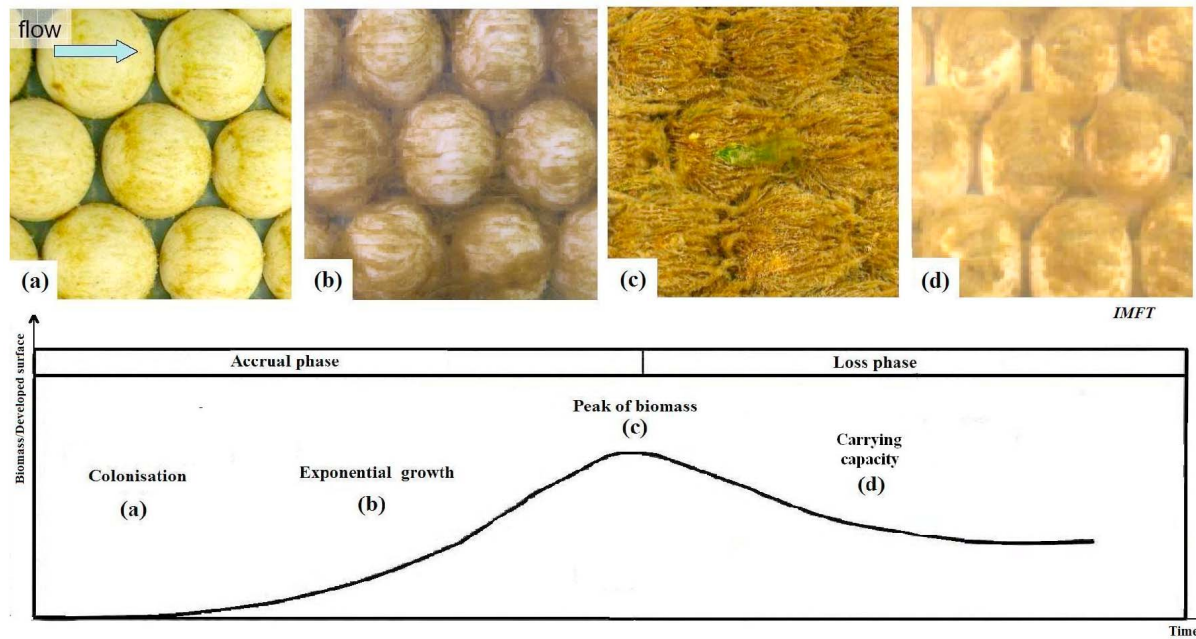 flow
(a)
(b)
(c)
(d)
IMFT
Biomass/Developed surface
Accrual phase
Loss phase
Peak of biomass
(c)
Colonisation
(a)
Exponential growth
(b)
Carrying
capacity
(d)
Time